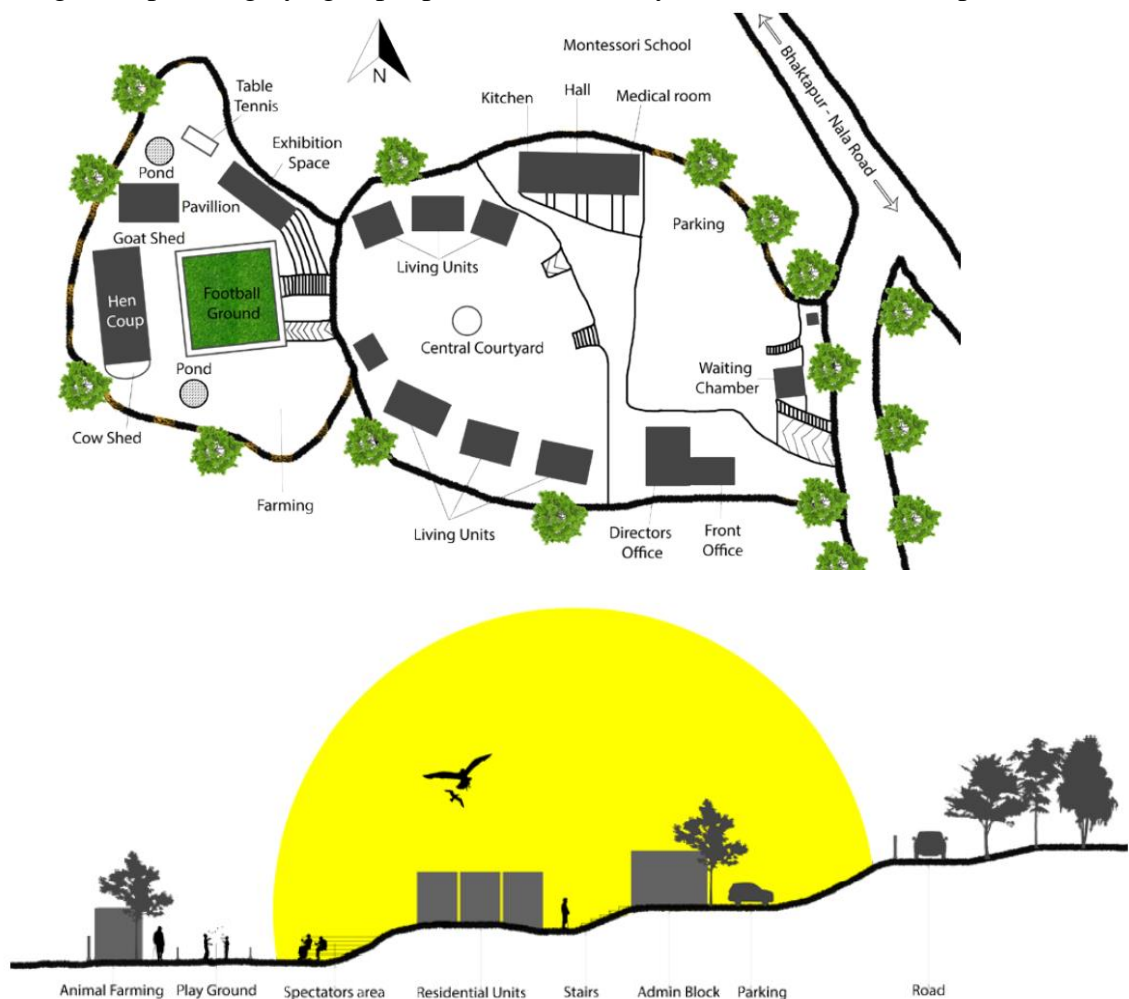 Montessori School
Table
Tennis
N
Kitchen
Hall
Medical room
Bhaktapur - Nala Road
Exhibition
Space
Pond
Pavillion
Parking
Goat Shed
Living Units
Hen
Coup
Football
Ground
Central Courtyard
Pond
Waiting
Chamber
Cow Shed
Farming
Living Units
Directors
Office
Front
Office
Animal Farming
Play Ground
Spectators area
Residential Units
Stairs
Admin Block
Parking
Road